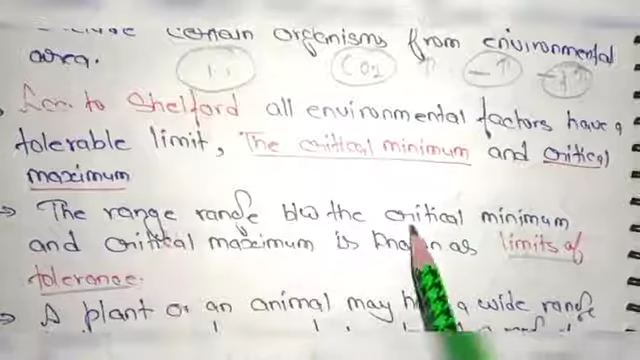 certain organisms from environmental
area.
CO2 ↑ - ↑
to Shelford all environmental factors have a
tolerable limit, The critical minimum and critical
maximum
→ The range range b/w the critical minimum
and critical maximum is known as limits of
tolerance.
→ A plant or an animal may a wide range